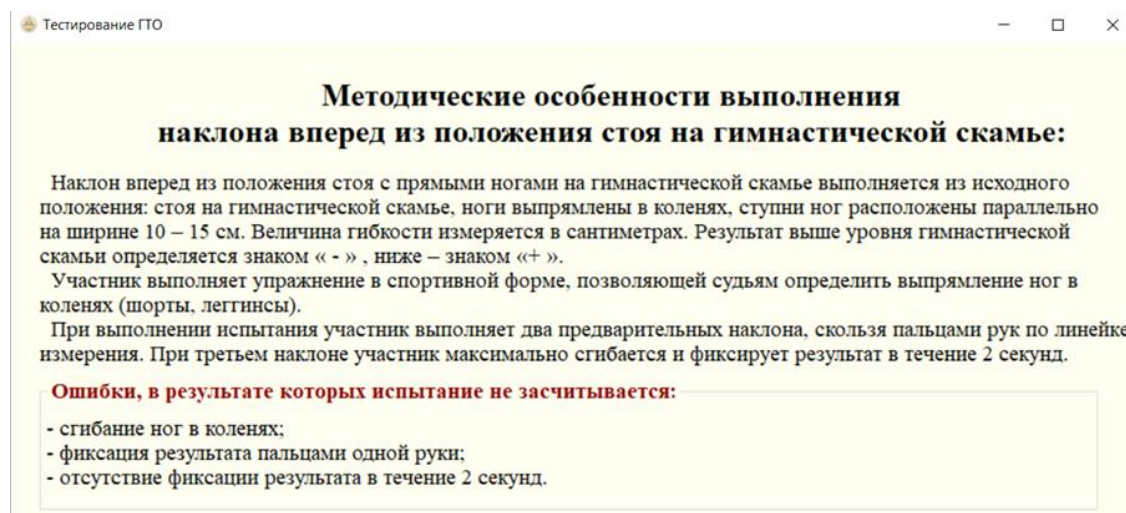 Тестирование ГТО
Методические особенности выполнения
наклона вперед из положения стоя на гимнастической скамье:
Наклон вперед из положения стоя с прямыми ногами на гимнастической скамье выполняется из исходного
положения: стоя на гимнастической скамье, ноги выпрямлены в коленях, ступни ног расположены параллельно
на ширине 10 – 15 см. Величина гибкости измеряется в сантиметрах. Результат выше уровня гимнастической
скамьи определяется знаком « - » , ниже – знаком «+ ».
Участник выполняет упражнение в спортивной форме, позволяющей судьям определить выпрямление ног в
коленях (шорты, леггинсы).
При выполнении испытания участник выполняет два предварительных наклона, скользя пальцами рук по линейке
измерения. При третьем наклоне участник максимально сгибается и фиксирует результат в течение 2 секунд.
Ошибки, в результате которых испытание не засчитывается:
- сгибание ног в коленях;
- фиксация результата пальцами одной руки;
- отсутствие фиксации результата в течение 2 секунд.